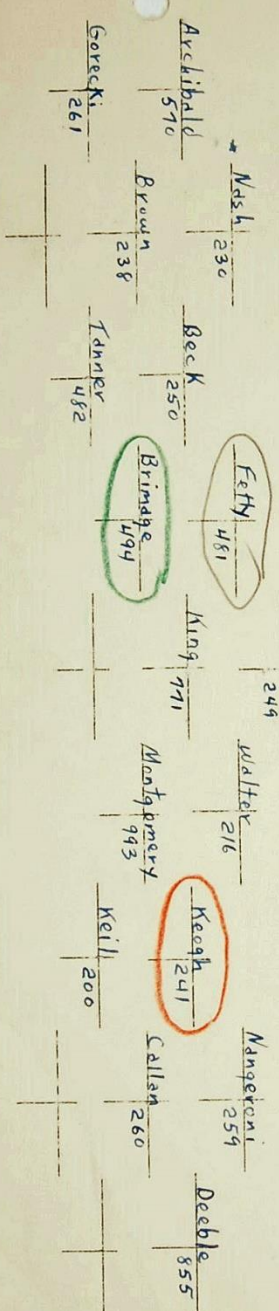 249
Nash Fetty Walter Nangeroni
230 481 216 259
Archibald Beck King Keogh Deeble
570 250 771 241 855
Brown Brimage Montgomery Callan
238 494 993 260
Gorecki Tanner Keil
261 482 200